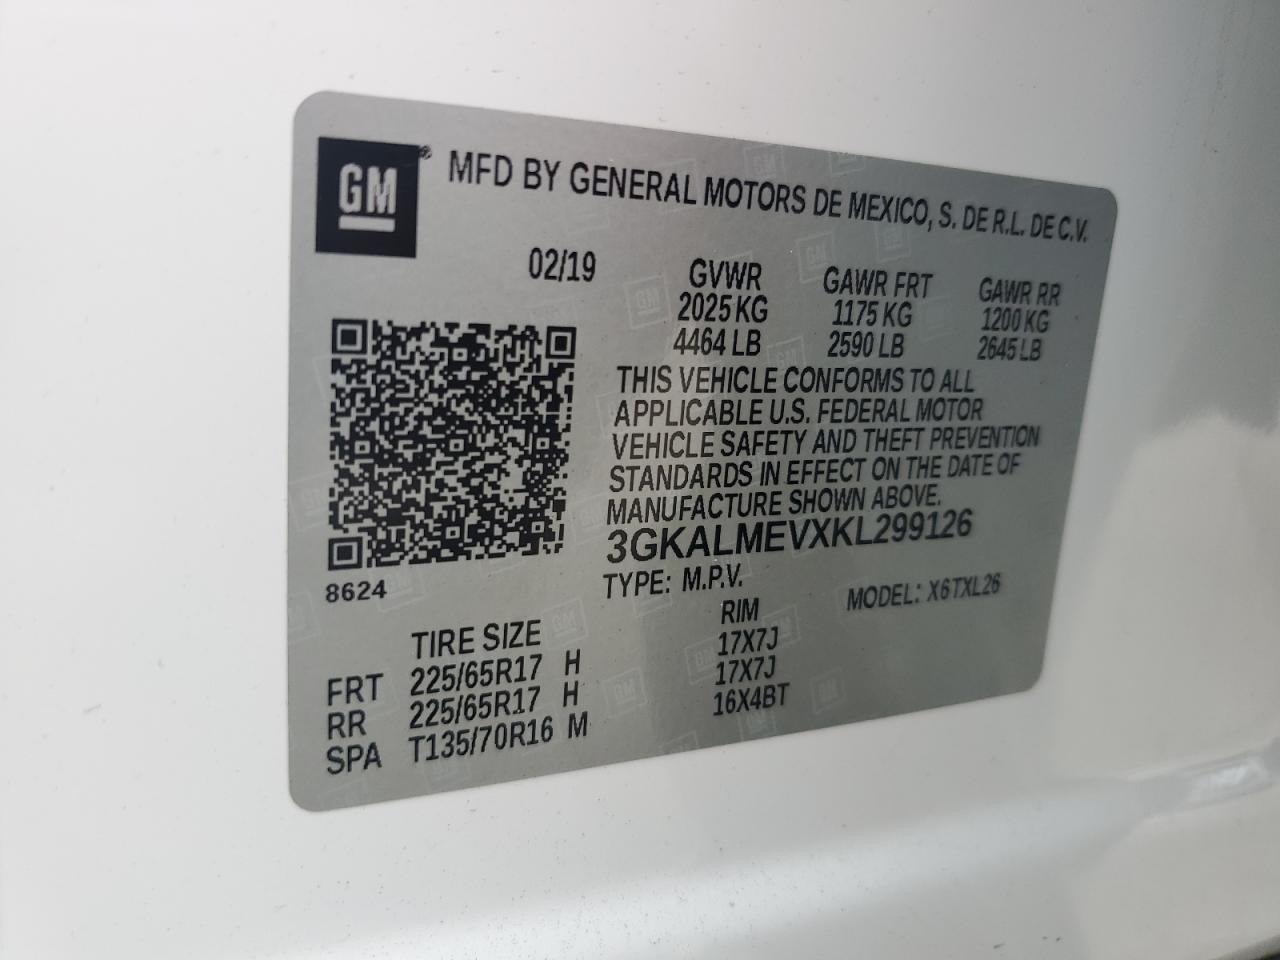 GM® MFD BY GENERAL MOTORS DE MEXICO, S. DE R.L. DE C.V.
02/19 GVWR GAWR FRT GAWR RR
2025 KG 1175 KG 1200 KG
4464 LB 2590 LB 2645 LB
THIS VEHICLE CONFORMS TO ALL
APPLICABLE U.S. FEDERAL MOTOR
VEHICLE SAFETY AND THEFT PREVENTION
STANDARDS IN EFFECT ON THE DATE OF
MANUFACTURE SHOWN ABOVE.
3GKALMEVXKL299126
8624 TYPE: M.P.V. MODEL: X6TXL26
TIRE SIZE RIM
FRT 225/65R17 H 17X7J
RR 225/65R17 H 17X7J
SPA T135/70R16 M 16X4BT